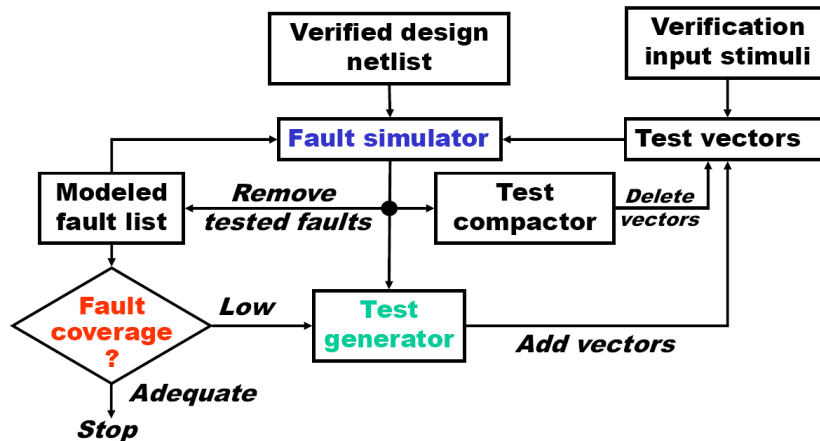 Verified design
netlist
Verification
input stimuli
Fault simulator
Test vectors
Modeled
fault list
Remove
tested faults
Test
compactor
Delete
vectors
Fault
coverage
?
Low
Test
generator
Add vectors
Adequate
Stop